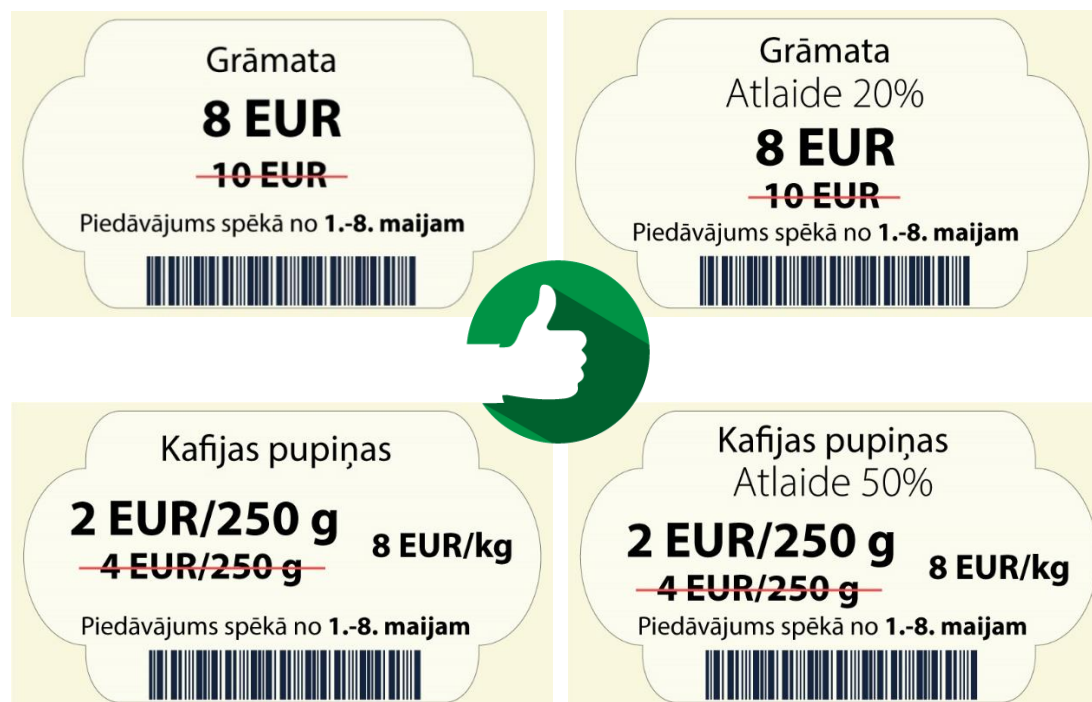 Grāmata
8 EUR
10 EUR
Piedāvājums spēkā no 1.-8. maijam
Grāmata
Atlaide 20%
8 EUR
10 EUR
Piedāvājums spēkā no 1.-8. maijam
Kafijas pupiņas
2 EUR/250 g
8 EUR/kg
4 EUR/250 g
Piedāvājums spēkā no 1.-8. maijam
Kafijas pupiņas
Atlaide 50%
2 EUR/250 g
8 EUR/kg
4 EUR/250 g
Piedāvājums spēkā no 1.-8. maijam